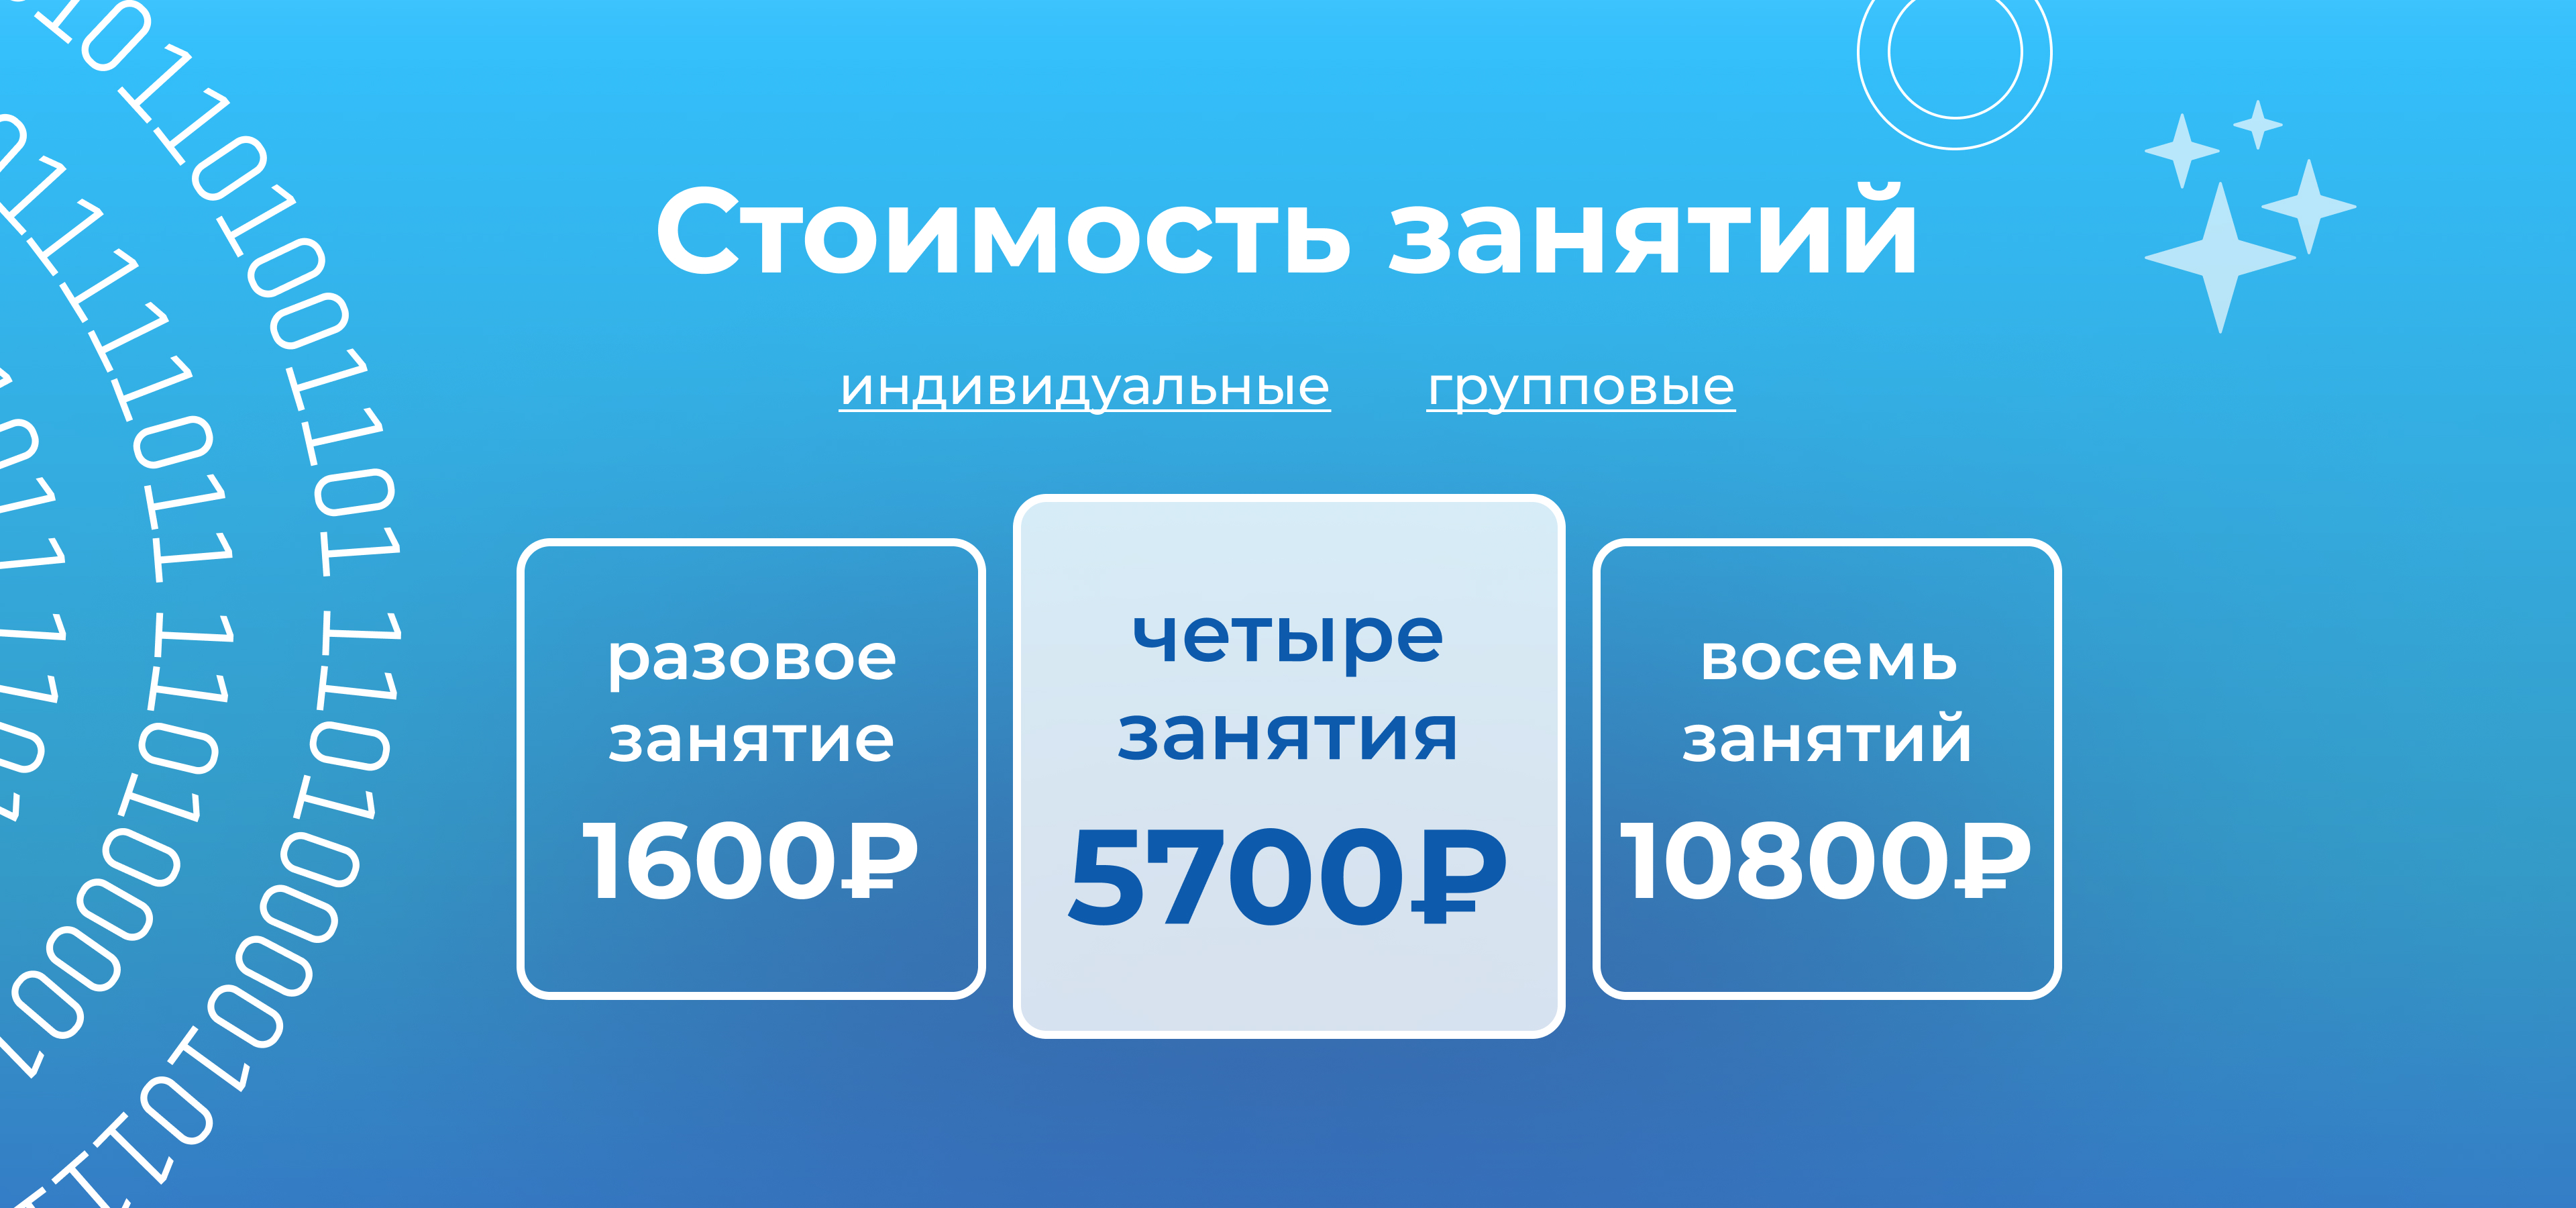 Стоимость занятий
индивидуальные групповые
разовое
занятие
1600₽
четыре
занятия
5700₽
восемь
занятий
10800₽